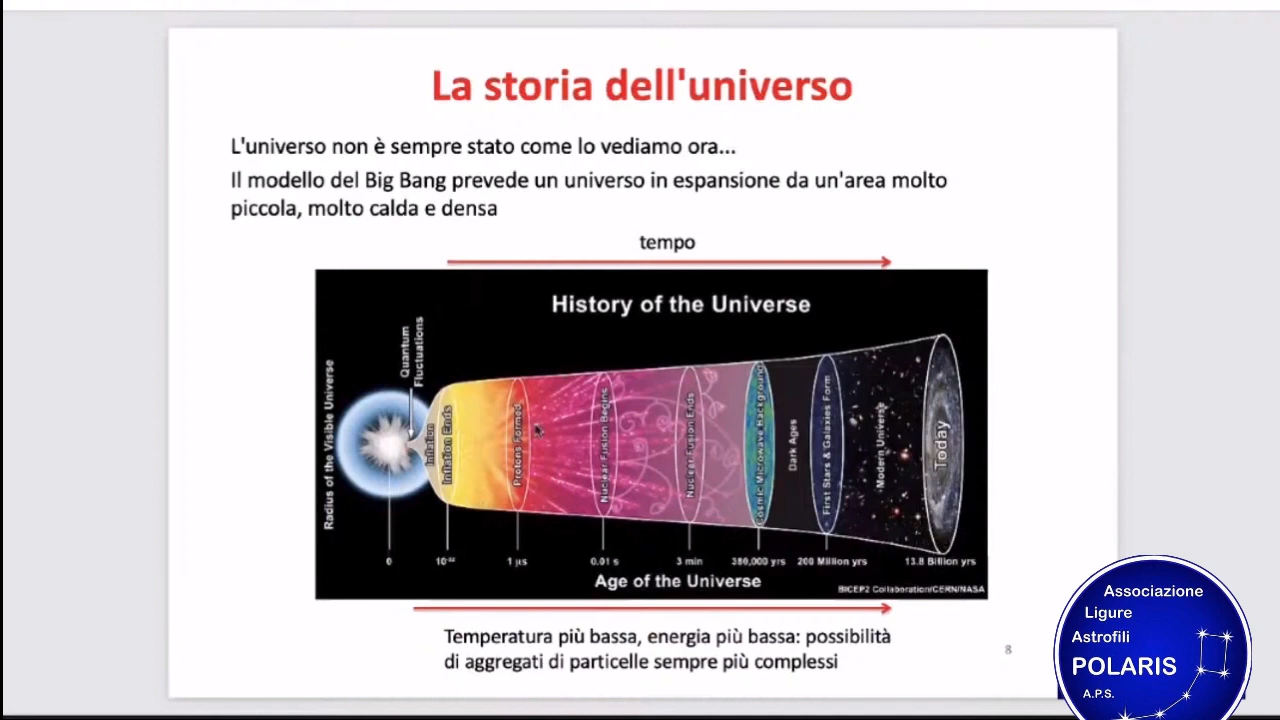 La storia dell'universo
L'universo non è sempre stato come lo vediamo ora...
Il modello del Big Bang prevede un universo in espansione da un'area molto
piccola, molto calda e densa
tempo
History of the Universe
Radius of the Visible Universe
Quantum
Fluctuations
Inflation
Inflation Ends
Protons Formed
Nuclear Fusion Begins
Nuclear Fusion Ends
Cosmic Microwave Background
Dark Ages
First Stars & Galaxies Form
Modern Universe
Today
0
1 µs
0.01 s
3 min
380,000 yrs
200 Million yrs
13.8 Billion yrs
Age of the Universe
BICEP2 Collaboration/CERN/NASA
Temperatura più bassa, energia più bassa: possibilità
di aggregati di particelle sempre più complessi
8
Associazione
Ligure
Astrofili
POLARIS
A.P.S.